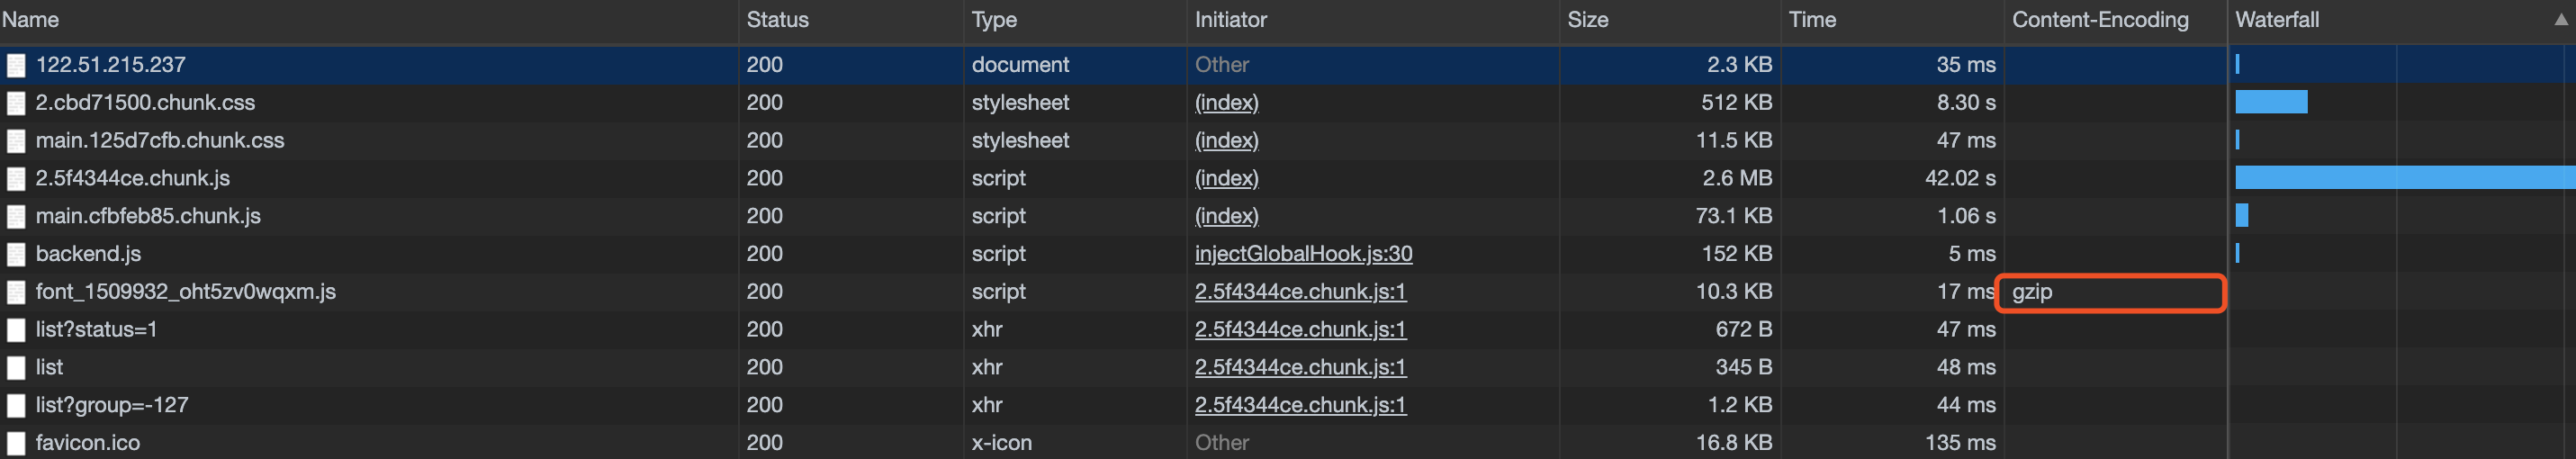 Name Status Type Initiator Size Time Content-Encoding Waterfall ▲
122.51.215.237 200 document Other 2.3 KB 35 ms
2.cbd71500.chunk.css 200 stylesheet (index) 512 KB 8.30 s
main.125d7cfb.chunk.css 200 stylesheet (index) 11.5 KB 47 ms
2.5f4344ce.chunk.js 200 script (index) 2.6 MB 42.02 s
main.cfbfeb85.chunk.js 200 script (index) 73.1 KB 1.06 s
backend.js 200 script injectGlobalHook.js:30 152 KB 5 ms
font_1509932_oht5zv0wqxm.js 200 script 2.5f4344ce.chunk.js:1 10.3 KB 17 ms gzip
list?status=1 200 xhr 2.5f4344ce.chunk.js:1 672 B 47 ms
list 200 xhr 2.5f4344ce.chunk.js:1 345 B 48 ms
list?group=-127 200 xhr 2.5f4344ce.chunk.js:1 1.2 KB 44 ms
favicon.ico 200 x-icon Other 16.8 KB 135 ms